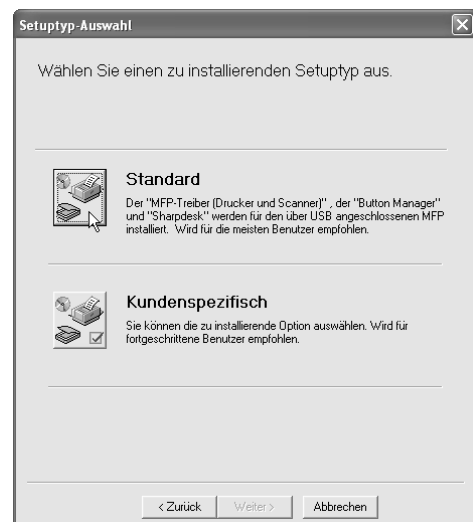 Setuptyp-Auswahl
Wählen Sie einen zu installierenden Setuptyp aus.
Standard
Der "MFP-Treiber (Drucker und Scanner)" , der "Button Manager"
und "Sharpdesk" werden für den über USB angeschlossenen MFP
installiert. Wird für die meisten Benutzer empfohlen.
Kundenspezifisch
Sie können die zu installierende Option auswählen. Wird für
fortgeschrittene Benutzer empfohlen.
< Zurück Weiter > Abbrechen